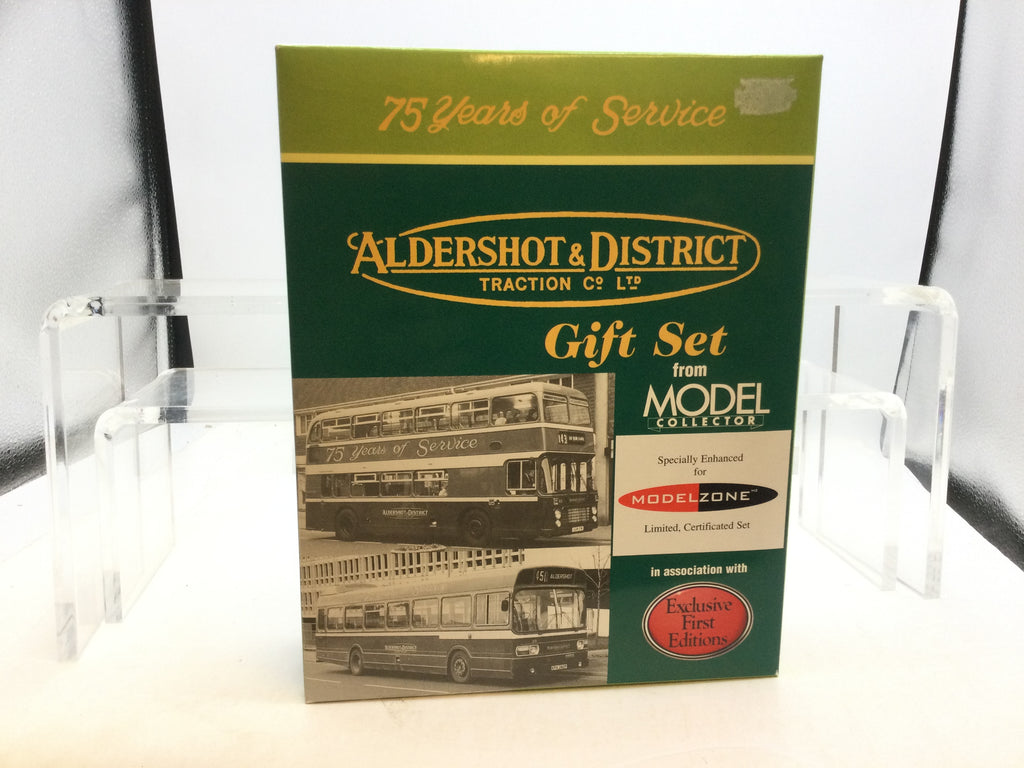 75 Years of Service
ALDERSHOT & DISTRICT
TRACTION Cº LTD
Gift Set
from
MODEL
COLLECTOR
Specially Enhanced
for
MODELZONE
Limited, Certificated Set
in association with
Exclusive
First
Editions
75 Years of Service
ALDERSHOT & DISTRICT
ALDERSHOT